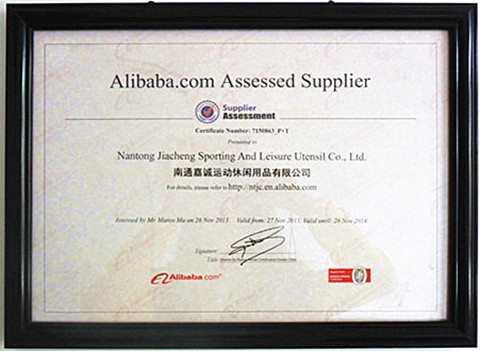 Alibaba.com Assessed Supplier
Supplier
Assessment
Certificate Number: 7150863_P+T
Presented to
Nantong Jiacheng Sporting And Leisure Utensil Co., Ltd.
南通嘉诚运动休闲用品有限公司
For details, please refer to http://ntjc.en.alibaba.com
Assessed by Mr Marvo Ma on 26 Nov 2013 Valid from: 27 Nov 2013, Valid until: 26 Nov 2014
Signature:
Title:
Alibaba.com